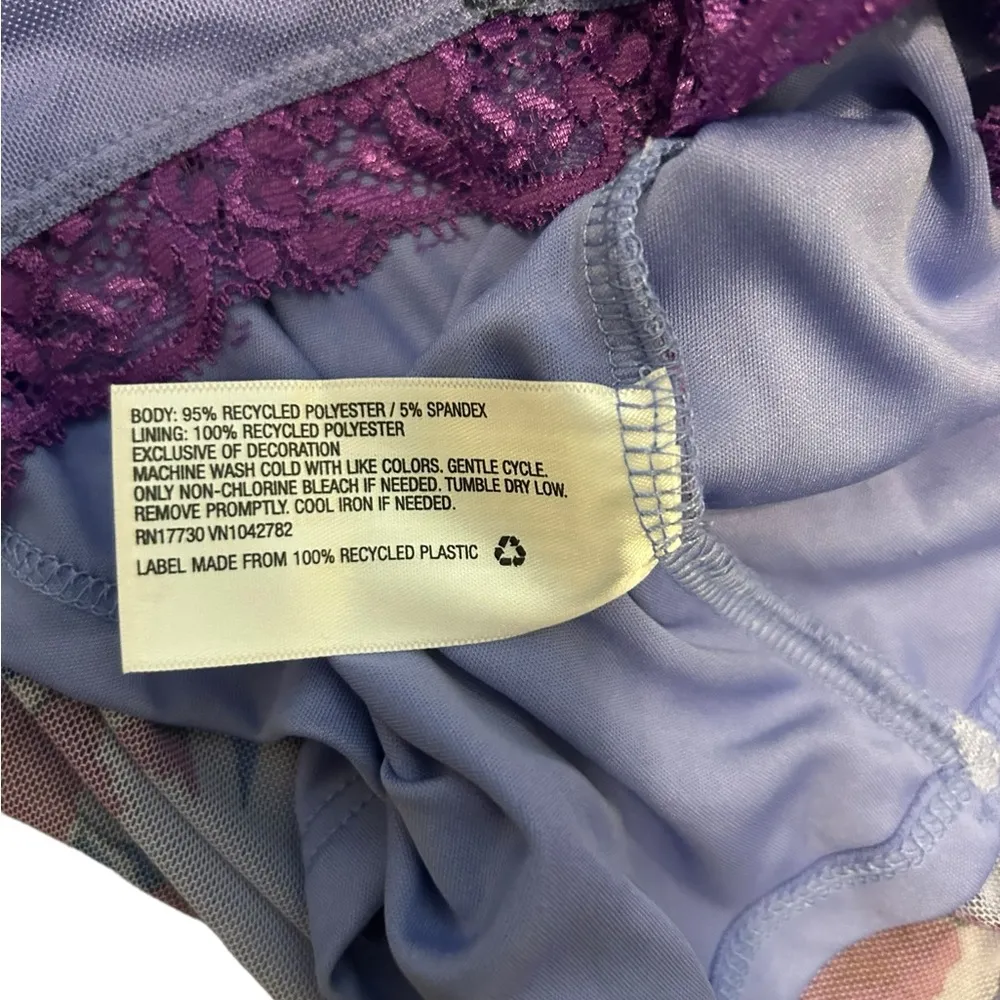 BODY: 95% RECYCLED POLYESTER / 5% SPANDEX
LINING: 100% RECYCLED POLYESTER
EXCLUSIVE OF DECORATION
MACHINE WASH COLD WITH LIKE COLORS. GENTLE CYCLE.
ONLY NON-CHLORINE BLEACH IF NEEDED. TUMBLE DRY LOW.
REMOVE PROMPTLY. COOL IRON IF NEEDED.
RN17730 VN1042782
LABEL MADE FROM 100% RECYCLED PLASTIC